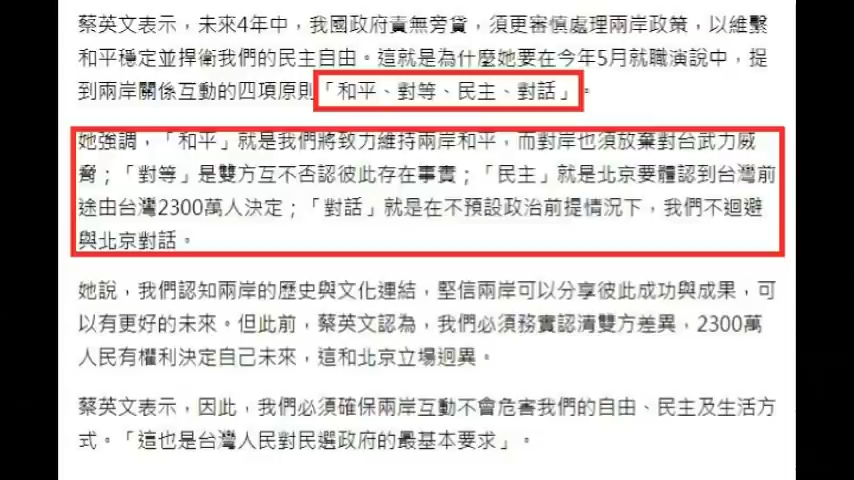 蔡英文表示，未來4年中，我國政府責無旁貸，須更審慎處理兩岸政策，以維繫
和平穩定並捍衛我們的民主自由。這就是為什麼她要在今年5月就職演說中，提
到兩岸關係互動的四項原則「和平、對等、民主、對話」。
她強調，「和平」就是我們將致力維持兩岸和平，而對岸也須放棄對台武力威
脅；「對等」是雙方互不否認彼此存在事實；「民主」就是北京要體認到台灣前
途由台灣2300萬人決定；「對話」就是在不預設政治前提情況下，我們不迴避
與北京對話。
她說，我們認知兩岸的歷史與文化連結，堅信兩岸可以分享彼此成功與成果，可
以有更好的未來。但此前，蔡英文認為，我們必須務實認清雙方差異，2300萬
人民有權利決定自己未來，這和北京立場迥異。
蔡英文表示，因此，我們必須確保兩岸互動不會危害我們的自由、民主及生活方
式。「這也是台灣人民對民選政府的最基本要求」。